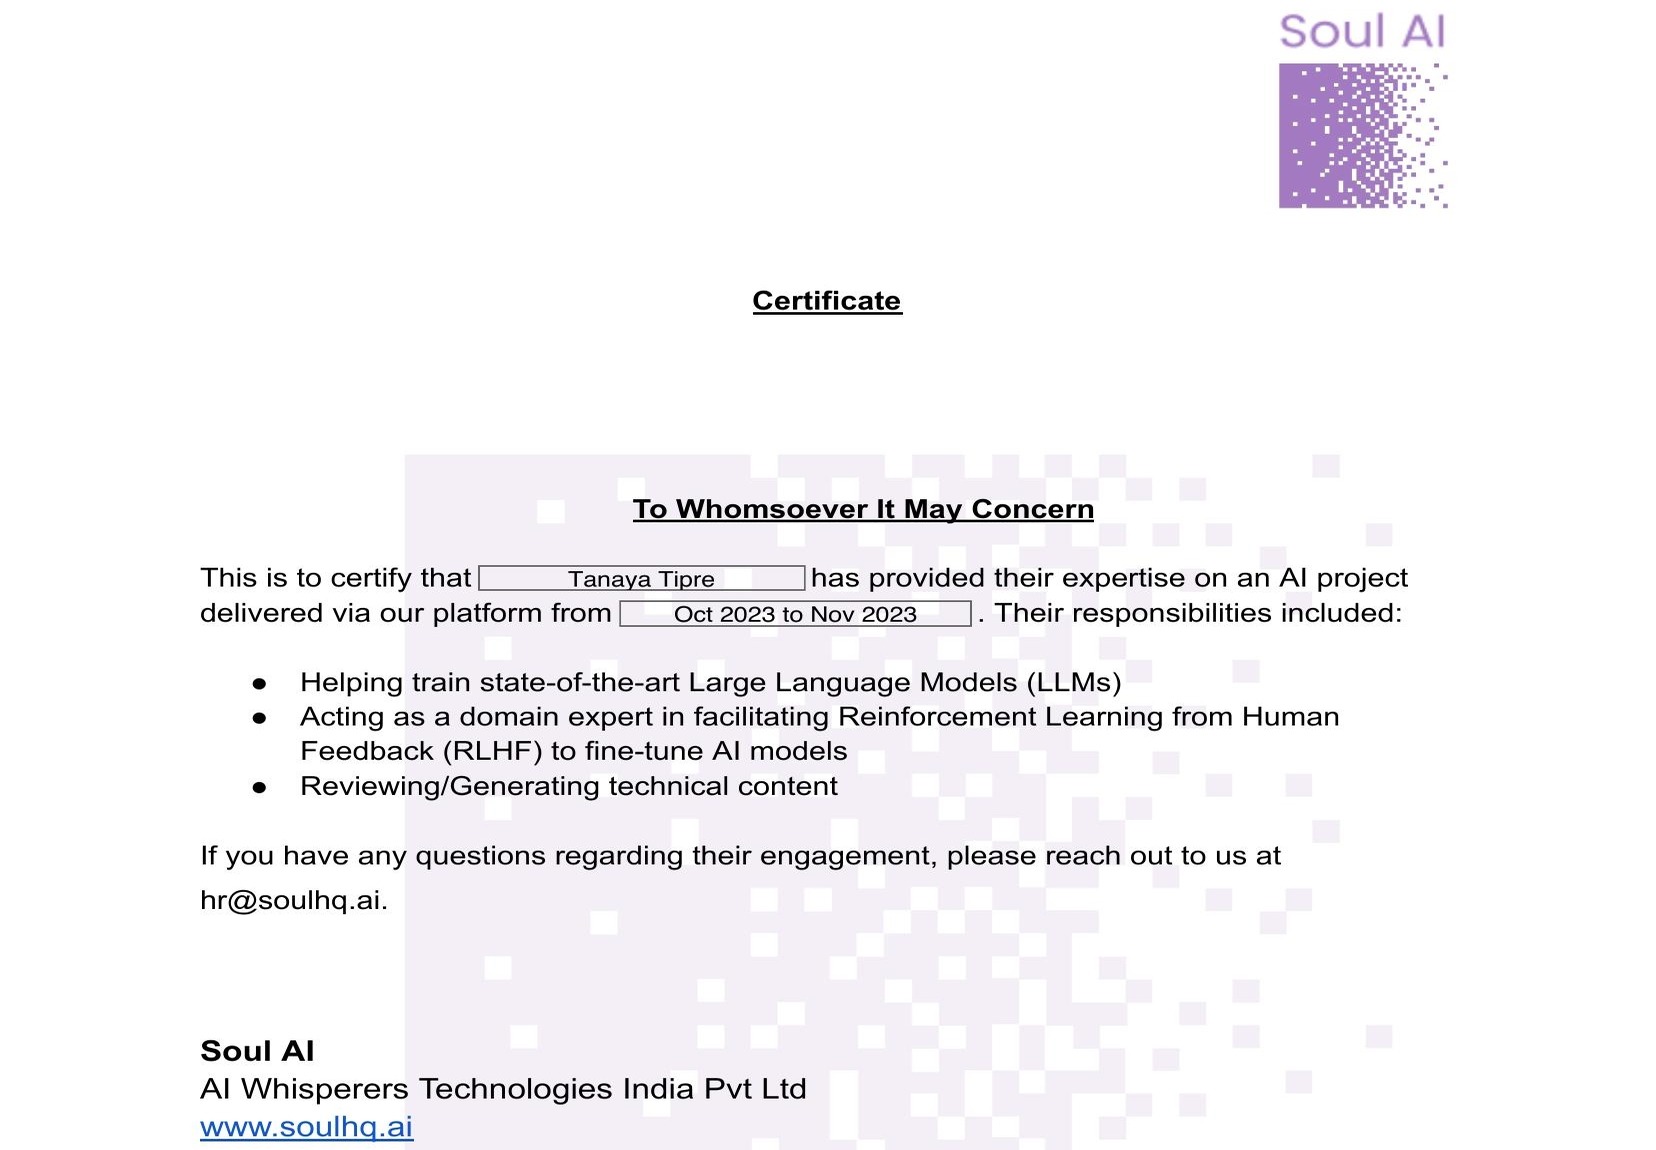 Soul AI
Certificate
To Whomsoever It May Concern
This is to certify that Tanaya Tipre has provided their expertise on an AI project
delivered via our platform from Oct 2023 to Nov 2023 . Their responsibilities included:
● Helping train state-of-the-art Large Language Models (LLMs)
● Acting as a domain expert in facilitating Reinforcement Learning from Human
Feedback (RLHF) to fine-tune AI models
● Reviewing/Generating technical content
If you have any questions regarding their engagement, please reach out to us at
hr@soulhq.ai.
Soul AI
AI Whisperers Technologies India Pvt Ltd
www.soulhq.ai